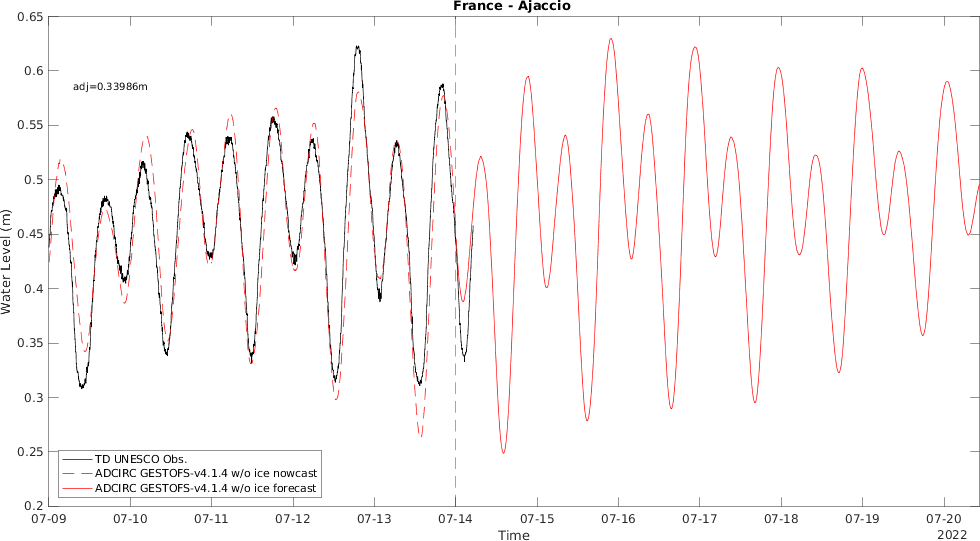 France - Ajaccio
adj=0.33986m
Water Level (m)
0.65
0.6
0.55
0.5
0.45
0.4
0.35
0.3
0.25
0.2
TD UNESCO Obs.
ADCIRC GESTOFS-v4.1.4 w/o ice nowcast
ADCIRC GESTOFS-v4.1.4 w/o ice forecast
07-09 07-10 07-11 07-12 07-13 07-14 07-15 07-16 07-17 07-18 07-19 07-20
Time
2022